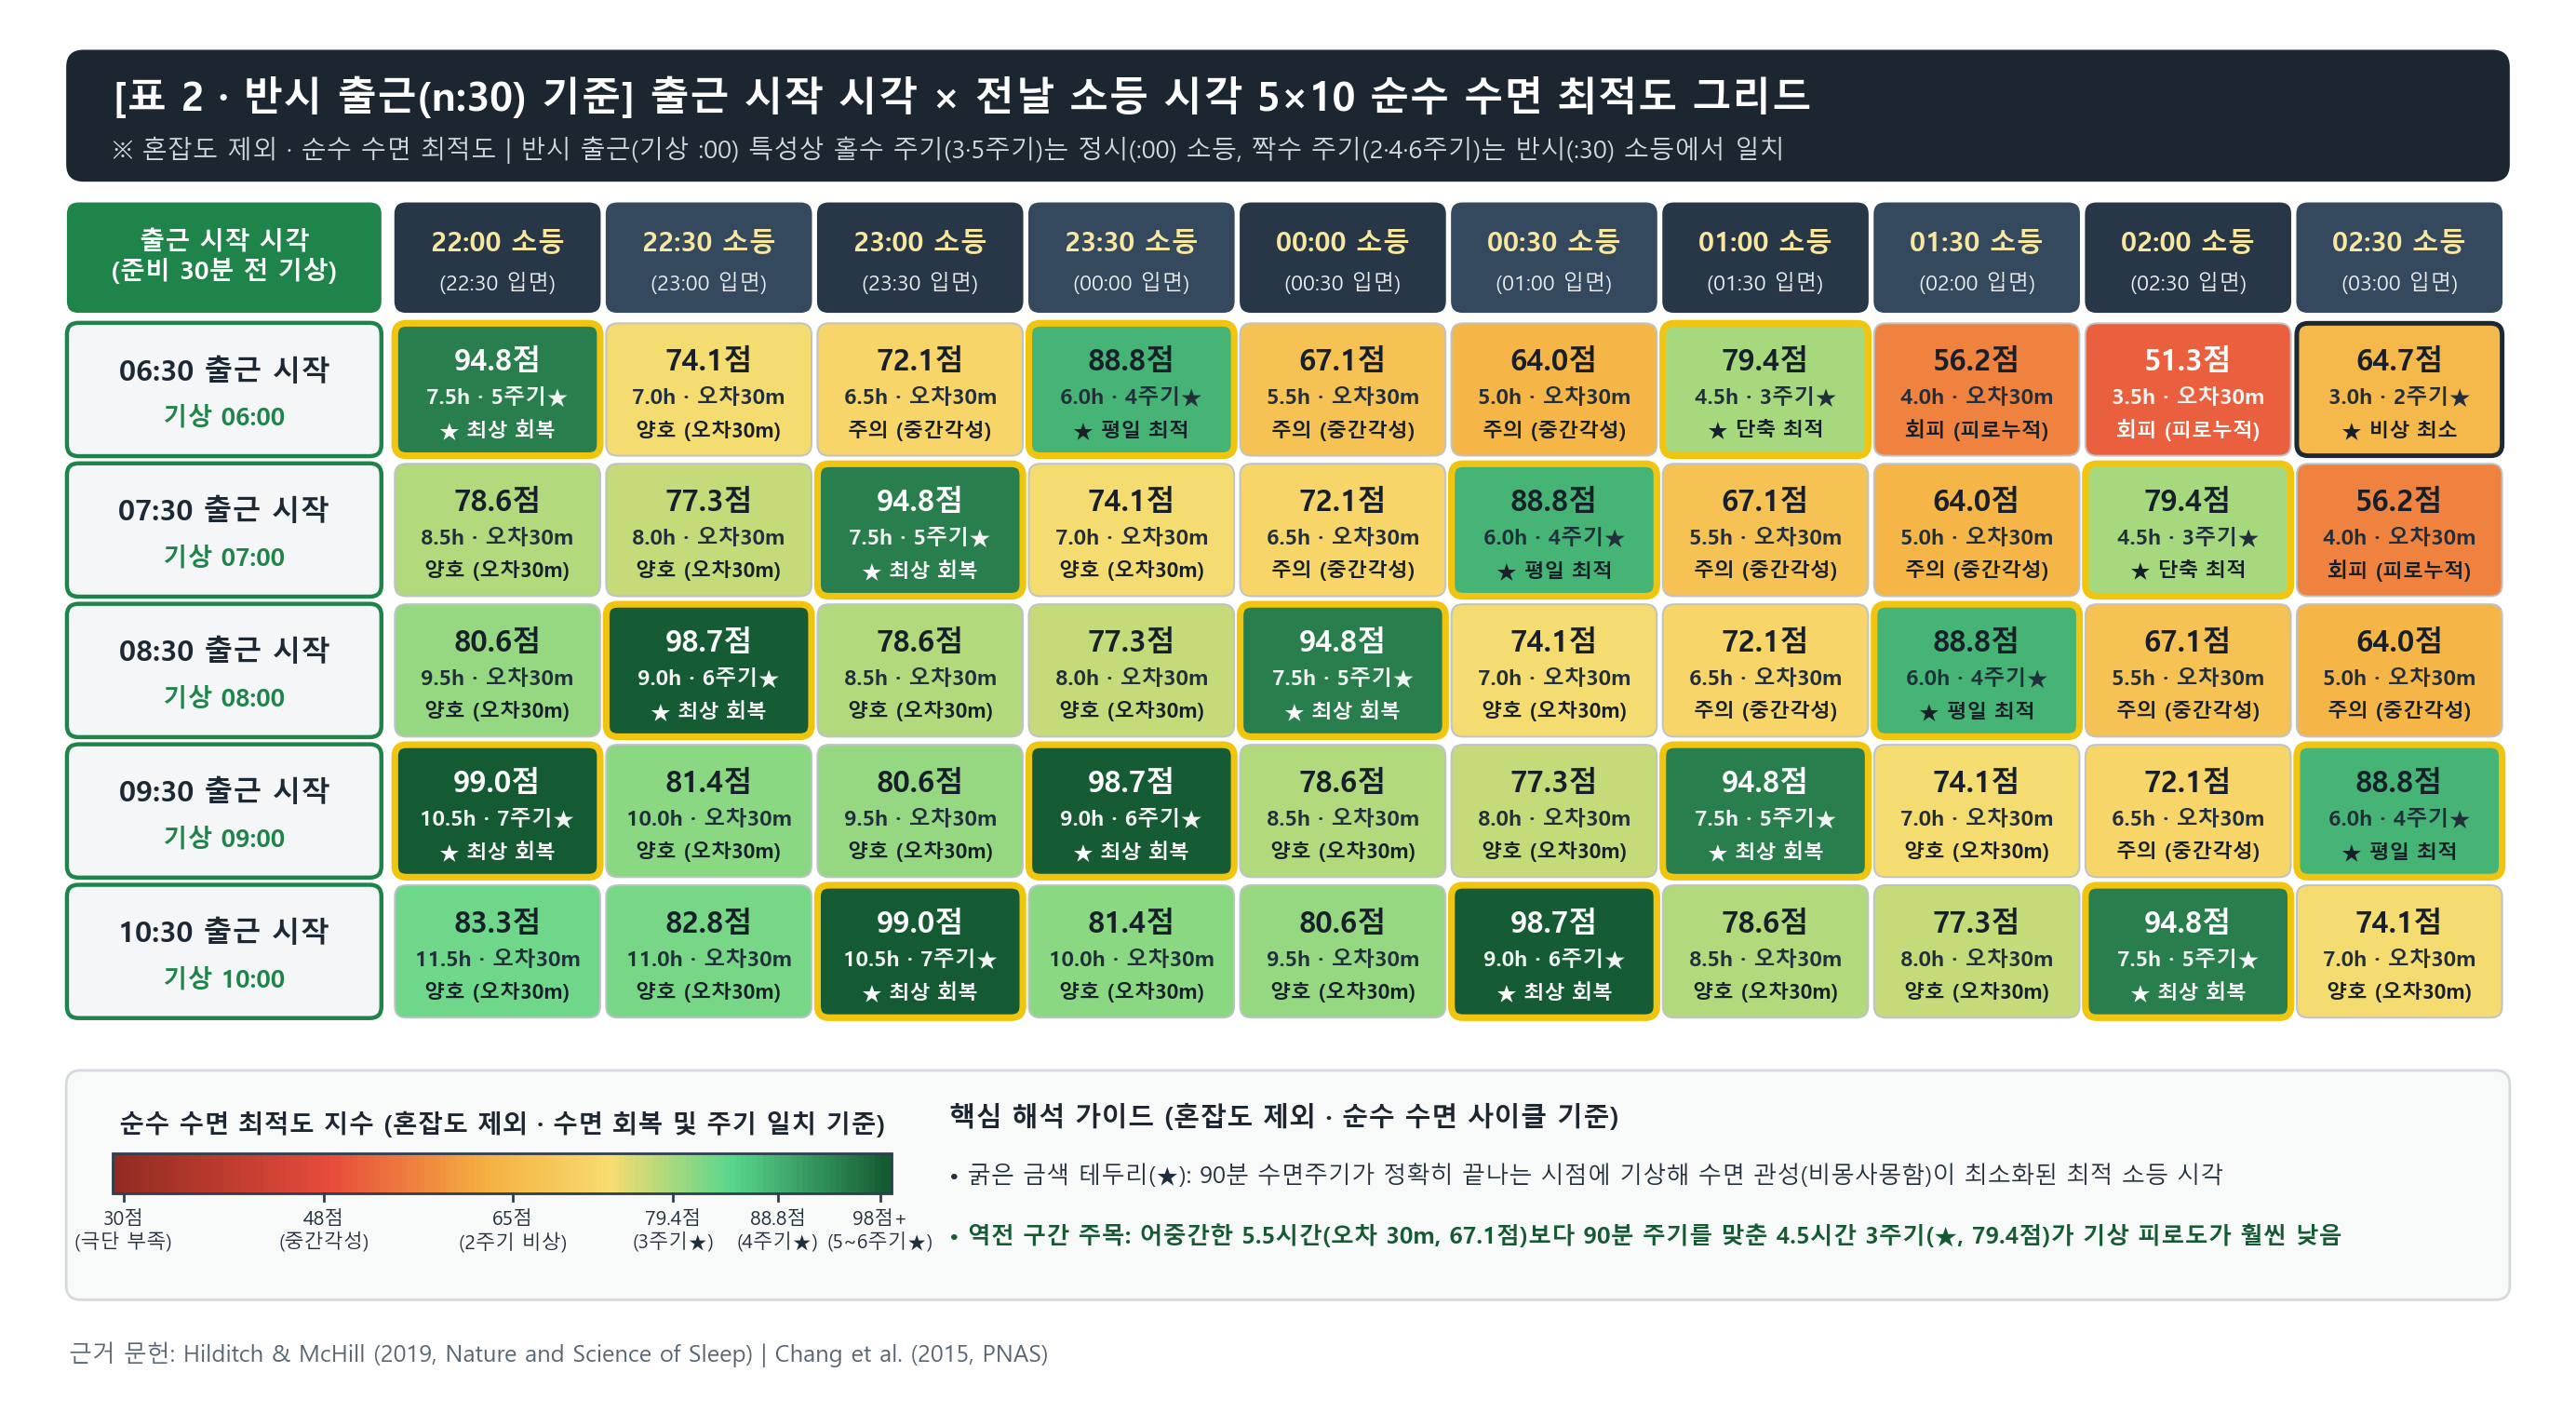 [표 2 · 반시 출근(n:30) 기준] 출근 시작 시각 × 전날 소등 시각 5×10 순수 수면 최적도 그리드
※ 혼잡도 제외 · 순수 수면 최적도 | 반시 출근(기상 :00) 특성상 홀수 주기(3·5주기)는 정시(:00) 소등, 짝수 주기(2·4·6주기)는 반시(:30) 소등에서 일치
출근 시작 시각 22:00 소등 22:30 소등 23:00 소등 23:30 소등 00:00 소등 00:30 소등 01:00 소등 01:30 소등 02:00 소등 02:30 소등
(준비 30분 전 기상) (22:30 입면) (23:00 입면) (23:30 입면) (00:00 입면) (00:30 입면) (01:00 입면) (01:30 입면) (02:00 입면) (02:30 입면) (03:00 입면)
06:30 출근 시작 94.8점 74.1점 72.1점 88.8점 67.1점 64.0점 79.4점 56.2점 51.3점 64.7점
7.5h · 5주기★ 7.0h · 오차30m 6.5h · 오차30m 6.0h · 4주기★ 5.5h · 오차30m 5.0h · 오차30m 4.5h · 3주기★ 4.0h · 오차30m 3.5h · 오차30m 3.0h · 2주기★
기상 06:00 ★ 최상 회복 양호 (오차30m) 주의 (중간각성) ★ 평일 최적 주의 (중간각성) 주의 (중간각성) ★ 단축 최적 회피 (피로누적) 회피 (피로누적) ★ 비상 최소
07:30 출근 시작 78.6점 77.3점 94.8점 74.1점 72.1점 88.8점 67.1점 64.0점 79.4점 56.2점
8.5h · 오차30m 8.0h · 오차30m 7.5h · 5주기★ 7.0h · 오차30m 6.5h · 오차30m 6.0h · 4주기★ 5.5h · 오차30m 5.0h · 오차30m 4.5h · 3주기★ 4.0h · 오차30m
기상 07:00 양호 (오차30m) 양호 (오차30m) ★ 최상 회복 양호 (오차30m) 주의 (중간각성) ★ 평일 최적 주의 (중간각성) 주의 (중간각성) ★ 단축 최적 회피 (피로누적)
08:30 출근 시작 80.6점 98.7점 78.6점 77.3점 94.8점 74.1점 72.1점 88.8점 67.1점 64.0점
9.5h · 오차30m 9.0h · 6주기★ 8.5h · 오차30m 8.0h · 오차30m 7.5h · 5주기★ 7.0h · 오차30m 6.5h · 오차30m 6.0h · 4주기★ 5.5h · 오차30m 5.0h · 오차30m
기상 08:00 양호 (오차30m) ★ 최상 회복 양호 (오차30m) 양호 (오차30m) ★ 최상 회복 양호 (오차30m) 주의 (중간각성) ★ 평일 최적 주의 (중간각성) 주의 (중간각성)
09:30 출근 시작 99.0점 81.4점 80.6점 98.7점 78.6점 77.3점 94.8점 74.1점 72.1점 88.8점
10.5h · 7주기★ 10.0h · 오차30m 9.5h · 오차30m 9.0h · 6주기★ 8.5h · 오차30m 8.0h · 오차30m 7.5h · 5주기★ 7.0h · 오차30m 6.5h · 오차30m 6.0h · 4주기★
기상 09:00 ★ 최상 회복 양호 (오차30m) 양호 (오차30m) ★ 최상 회복 양호 (오차30m) 양호 (오차30m) ★ 최상 회복 양호 (오차30m) 주의 (중간각성) ★ 평일 최적
10:30 출근 시작 83.3점 82.8점 99.0점 81.4점 80.6점 98.7점 78.6점 77.3점 94.8점 74.1점
11.5h · 오차30m 11.0h · 오차30m 10.5h · 7주기★ 10.0h · 오차30m 9.5h · 오차30m 9.0h · 6주기★ 8.5h · 오차30m 8.0h · 오차30m 7.5h · 5주기★ 7.0h · 오차30m
기상 10:00 양호 (오차30m) 양호 (오차30m) ★ 최상 회복 양호 (오차30m) 양호 (오차30m) ★ 최상 회복 양호 (오차30m) 양호 (오차30m) ★ 최상 회복 양호 (오차30m)
순수 수면 최적도 지수 (혼잡도 제외 · 수면 회복 및 주기 일치 기준)
30점 48점 65점 79.4점 88.8점 98점+
(극단 부족) (중간각성) (2주기 비상) (3주기★) (4주기★) (5~6주기★)
핵심 해석 가이드 (혼잡도 제외 · 순수 수면 사이클 기준)
• 굵은 금색 테두리(★): 90분 수면주기가 정확히 끝나는 시점에 기상해 수면 관성(비몽사몽함)이 최소화된 최적 소등 시각
• 역전 구간 주목: 어중간한 5.5시간(오차 30m, 67.1점)보다 90분 주기를 맞춘 4.5시간 3주기(★, 79.4점)가 기상 피로도가 훨씬 낮음
근거 문헌: Hilditch & McHill (2019, Nature and Science of Sleep) | Chang et al. (2015, PNAS)